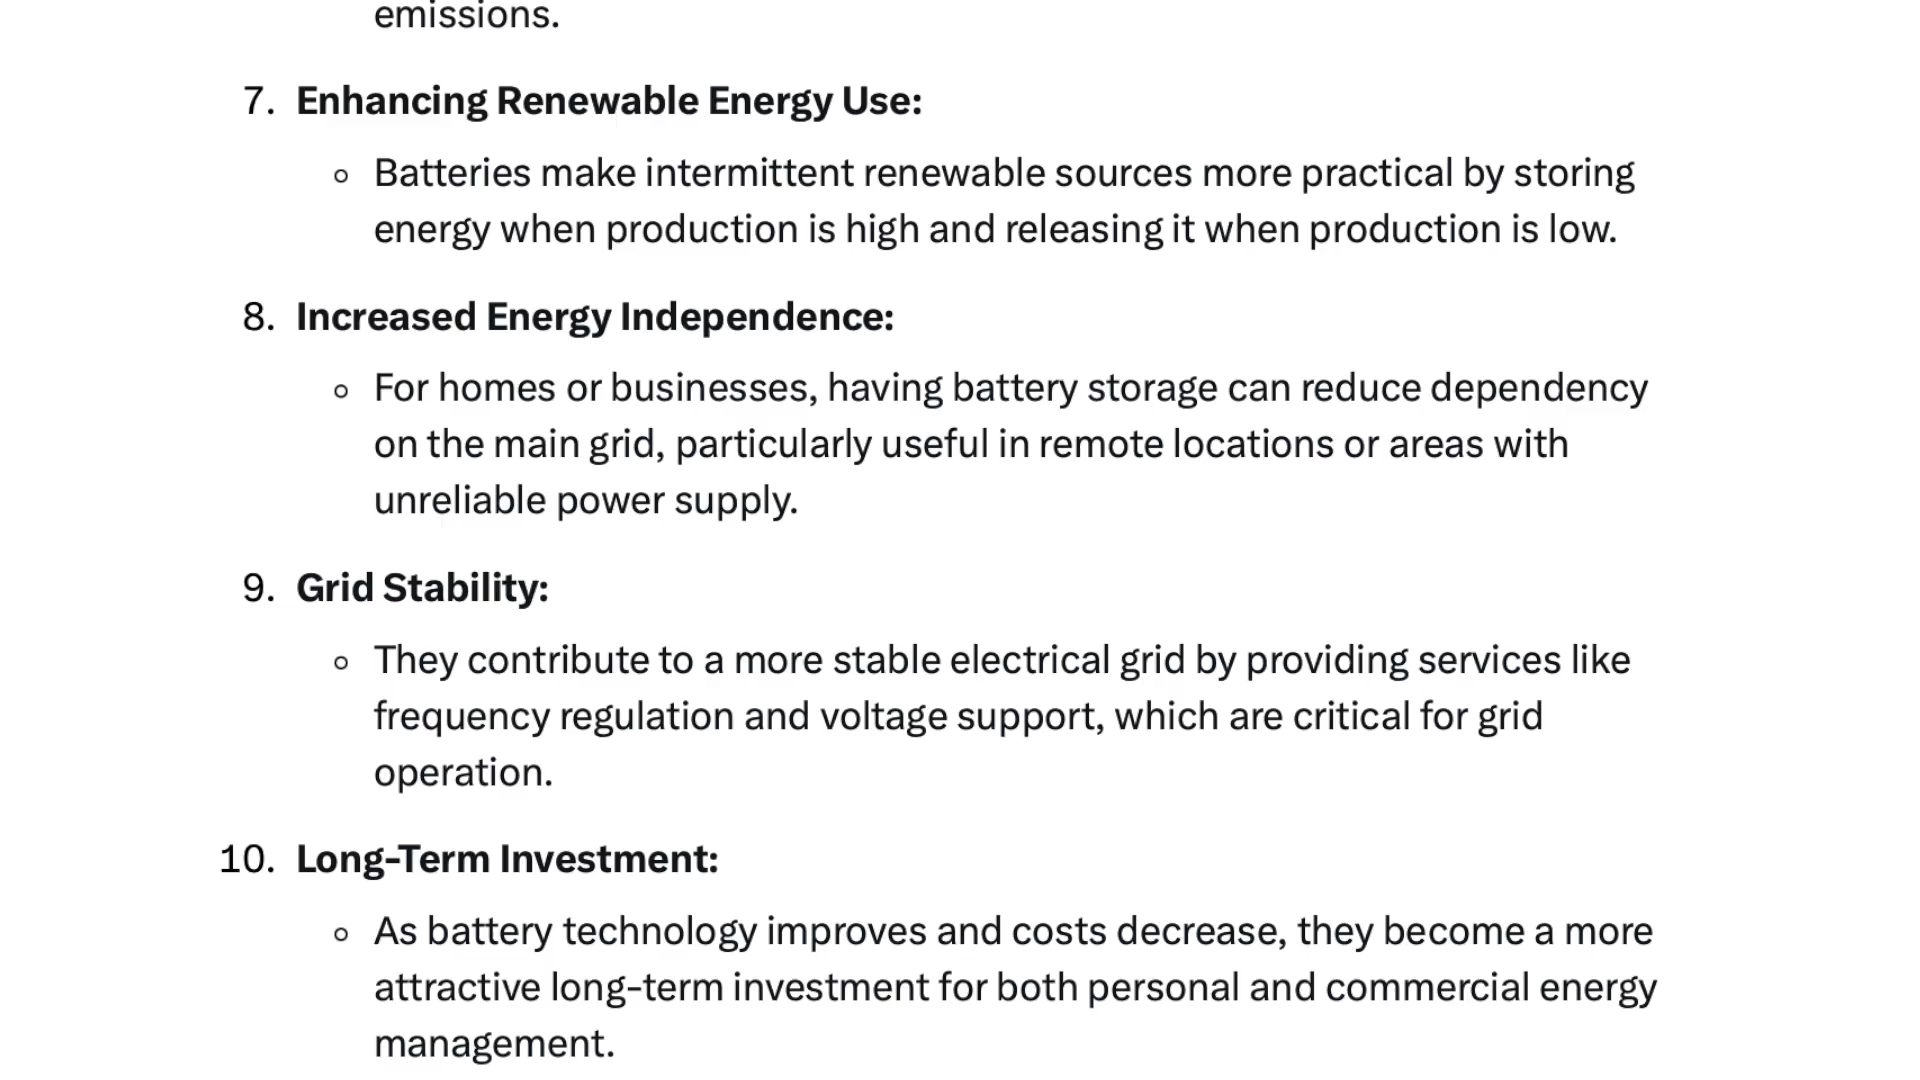 emissions.
7. Enhancing Renewable Energy Use:
◦ Batteries make intermittent renewable sources more practical by storing
energy when production is high and releasing it when production is low.
8. Increased Energy Independence:
◦ For homes or businesses, having battery storage can reduce dependency
on the main grid, particularly useful in remote locations or areas with
unreliable power supply.
9. Grid Stability:
◦ They contribute to a more stable electrical grid by providing services like
frequency regulation and voltage support, which are critical for grid
operation.
10. Long-Term Investment:
◦ As battery technology improves and costs decrease, they become a more
attractive long-term investment for both personal and commercial energy
management.